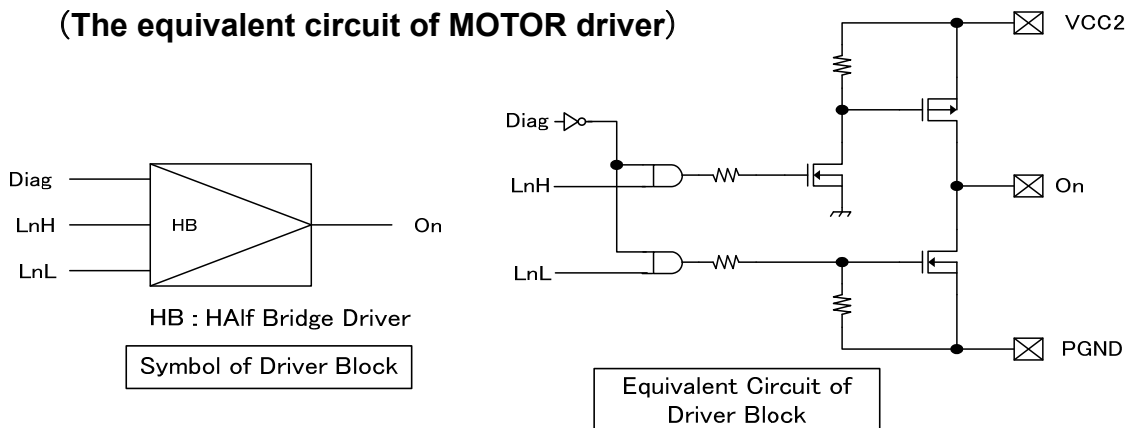 (The equivalent circuit of MOTOR driver)
Diag
LnH
LnL
HB
On
HB : HAlf Bridge Driver
Symbol of Driver Block
Diag
LnH
LnL
VCC2
On
PGND
Equivalent Circuit of
Driver Block